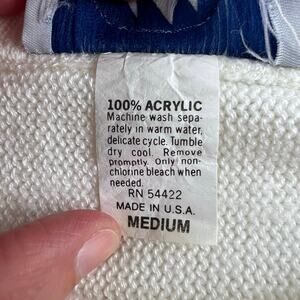 100% ACRYLIC
Machine wash sepa-
rately in warm water,
delicate cycle. Tumble
dry cool. Remove
promptly. Only non-
chlorine bleach when
needed.
RN 54422
MADE IN U.S.A.
MEDIUM